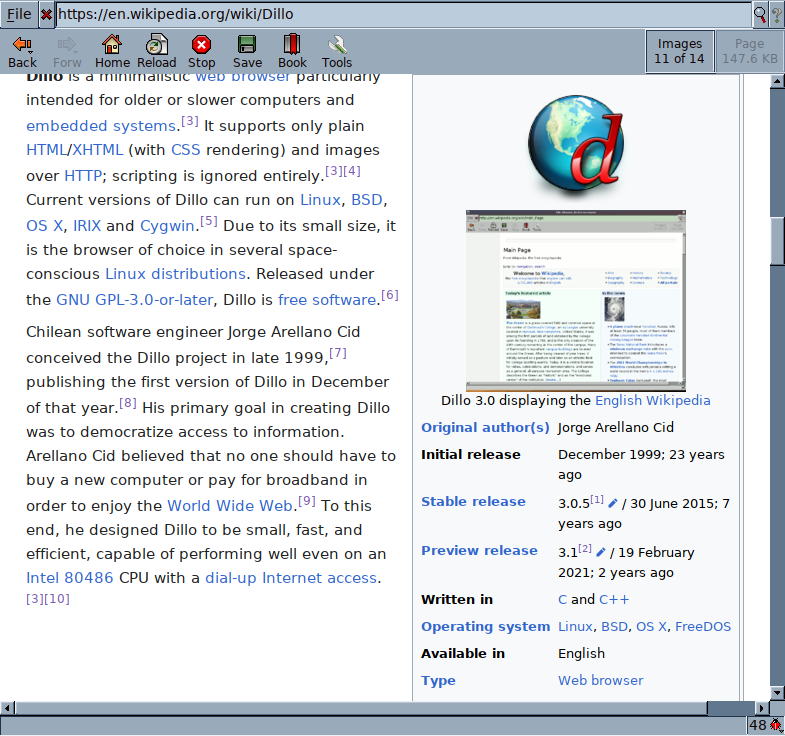 File
https://en.wikipedia.org/wiki/Dillo
Back Forw Home Reload Stop Save Book Tools
Images
11 of 14
Page
147.6 KB
Dillo is a minimalistic web browser particularly
intended for older or slower computers and
embedded systems.[3] It supports only plain
HTML/XHTML (with CSS rendering) and images
over HTTP; scripting is ignored entirely.[3][4]
Current versions of Dillo can run on Linux, BSD,
OS X, IRIX and Cygwin.[5] Due to its small size, it
is the browser of choice in several space-
conscious Linux distributions. Released under
the GNU GPL-3.0-or-later, Dillo is free software.[6]
Chilean software engineer Jorge Arellano Cid
conceived the Dillo project in late 1999,[7]
publishing the first version of Dillo in December
of that year.[8] His primary goal in creating Dillo
was to democratize access to information.
Arellano Cid believed that no one should have to
buy a new computer or pay for broadband in
order to enjoy the World Wide Web.[9] To this
end, he designed Dillo to be small, fast, and
efficient, capable of performing well even on an
Intel 80486 CPU with a dial-up Internet access.
[3][10]
d
Main Page
Welcome to Wikipedia,
Today's featured article
In the news
Dillo 3.0 displaying the English Wikipedia
Original author(s) Jorge Arellano Cid
Initial release December 1999; 23 years
ago
Stable release 3.0.5[1] / 30 June 2015; 7
years ago
Preview release 3.1[2] / 19 February
2021; 2 years ago
Written in C and C++
Operating system Linux, BSD, OS X, FreeDOS
Available in English
Type Web browser
48